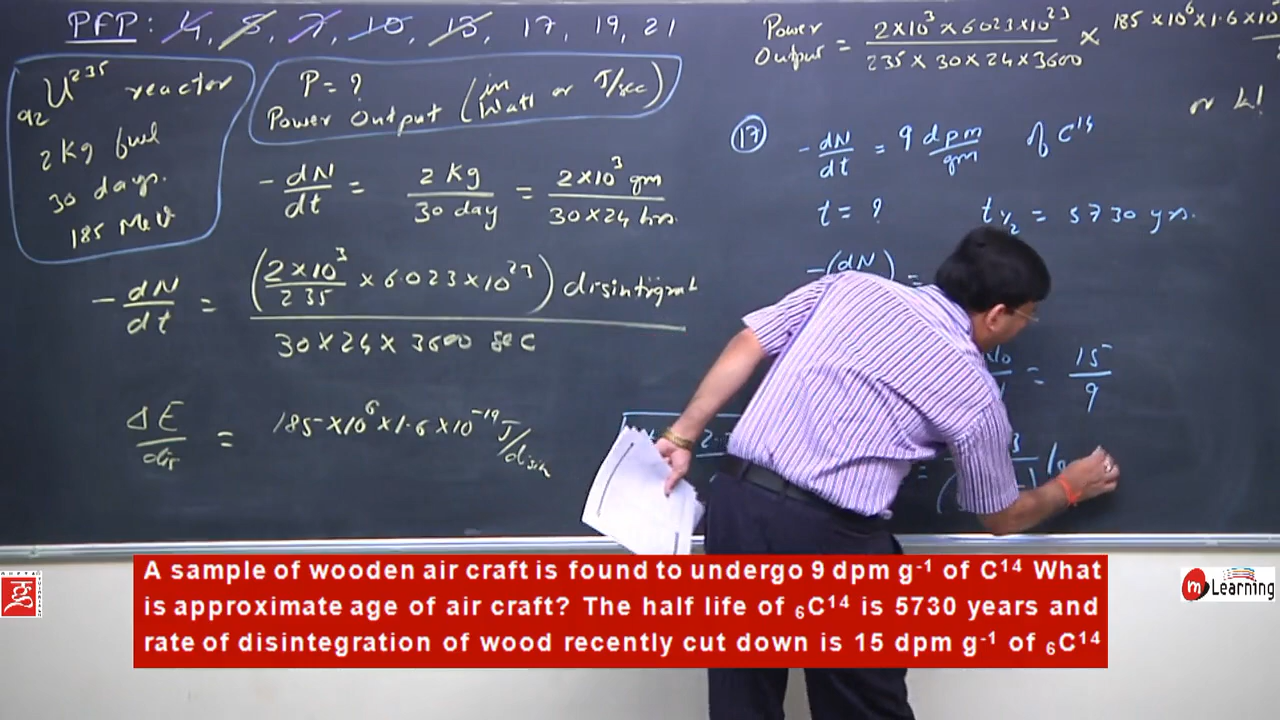 PFP : 4, 5, 7, 10, 13, 17, 19, 21
92U²³⁵ reactor
2 Kg fuel
30 days.
185 MeV
P = ?
Power Output (in Watt or J/sec)
-dN/dt = 2 Kg / 30 day = 2×10³ gm / 30×24 hrs.
-dN/dt = (2×10³/235 × 6.023×10²³) disintigrat / 30×24×3600 sec
ΔE/dis = 185×10⁶×1.6×10⁻¹⁹ J/disin
Power Output = 2×10³×6023×10²³ / 235×30×24×3600 × 185×10⁶×1.6×10
or
17
-dN/dt = 9 dpm/gm of C¹⁴
t = ? t½ = 5730 yrs.
-(dN
= 15/9
A sample of wooden air craft is found to undergo 9 dpm g⁻¹ of C¹⁴ What
is approximate age of air craft? The half life of ₆C¹⁴ is 5730 years and
rate of disintegration of wood recently cut down is 15 dpm g⁻¹ of ₆C¹⁴
m Learning